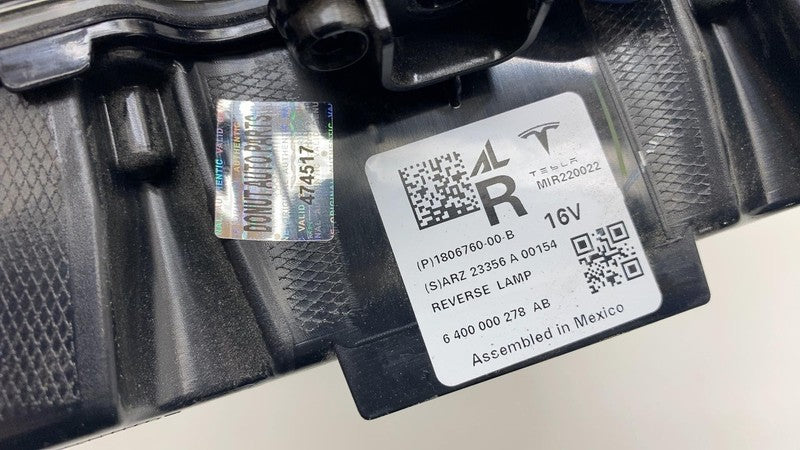 DONUT AUTO PARTS
VALID 474517
AL
R
TESLA
MIR220022
16V
(P)1806760-00-B
(S)ARZ 23356 A 00154
REVERSE LAMP
6 400 000 278 AB
Assembled in Mexico